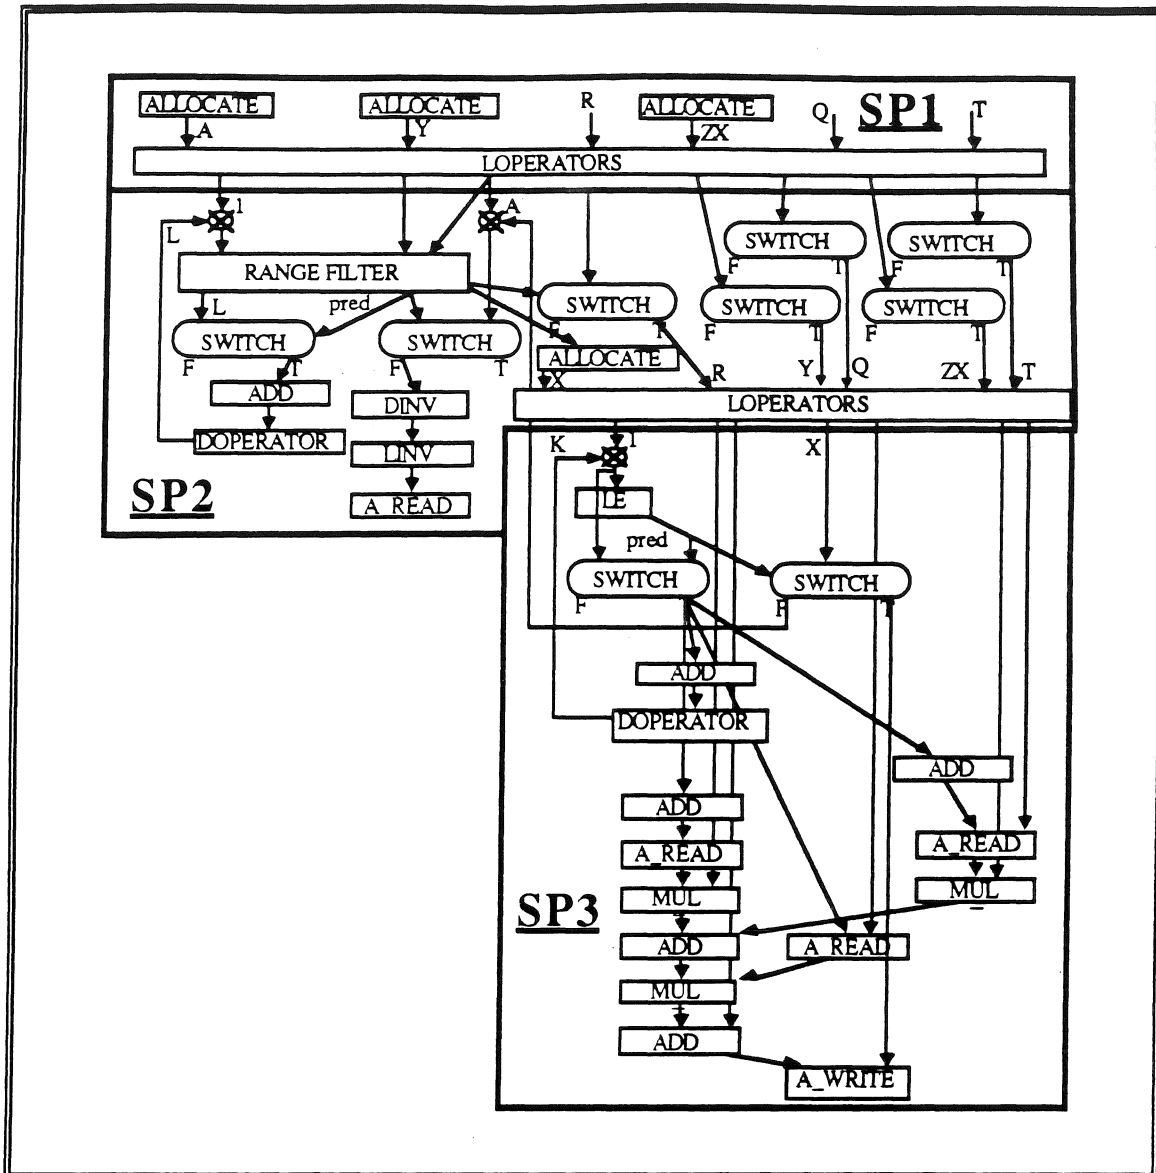 ALLOCATE ALLOCATE R ALLOCATE Q SP1 T
A Y ZX
LOPERATORS
1 A
L
SWITCH SWITCH
F T F T
RANGE FILTER
L pred SWITCH SWITCH SWITCH
F T F T F T
SWITCH SWITCH ALLOCATE
F T F T
ADD X R Y Q ZX T
DINV LOPERATORS
DOPERATOR K 1 X
LINV
SP2 A_READ LE
pred
SWITCH SWITCH
F F T
ADD
DOPERATOR
ADD
ADD
A_READ A_READ
MUL MUL
SP3
ADD A_READ
MUL
ADD
A_WRITE